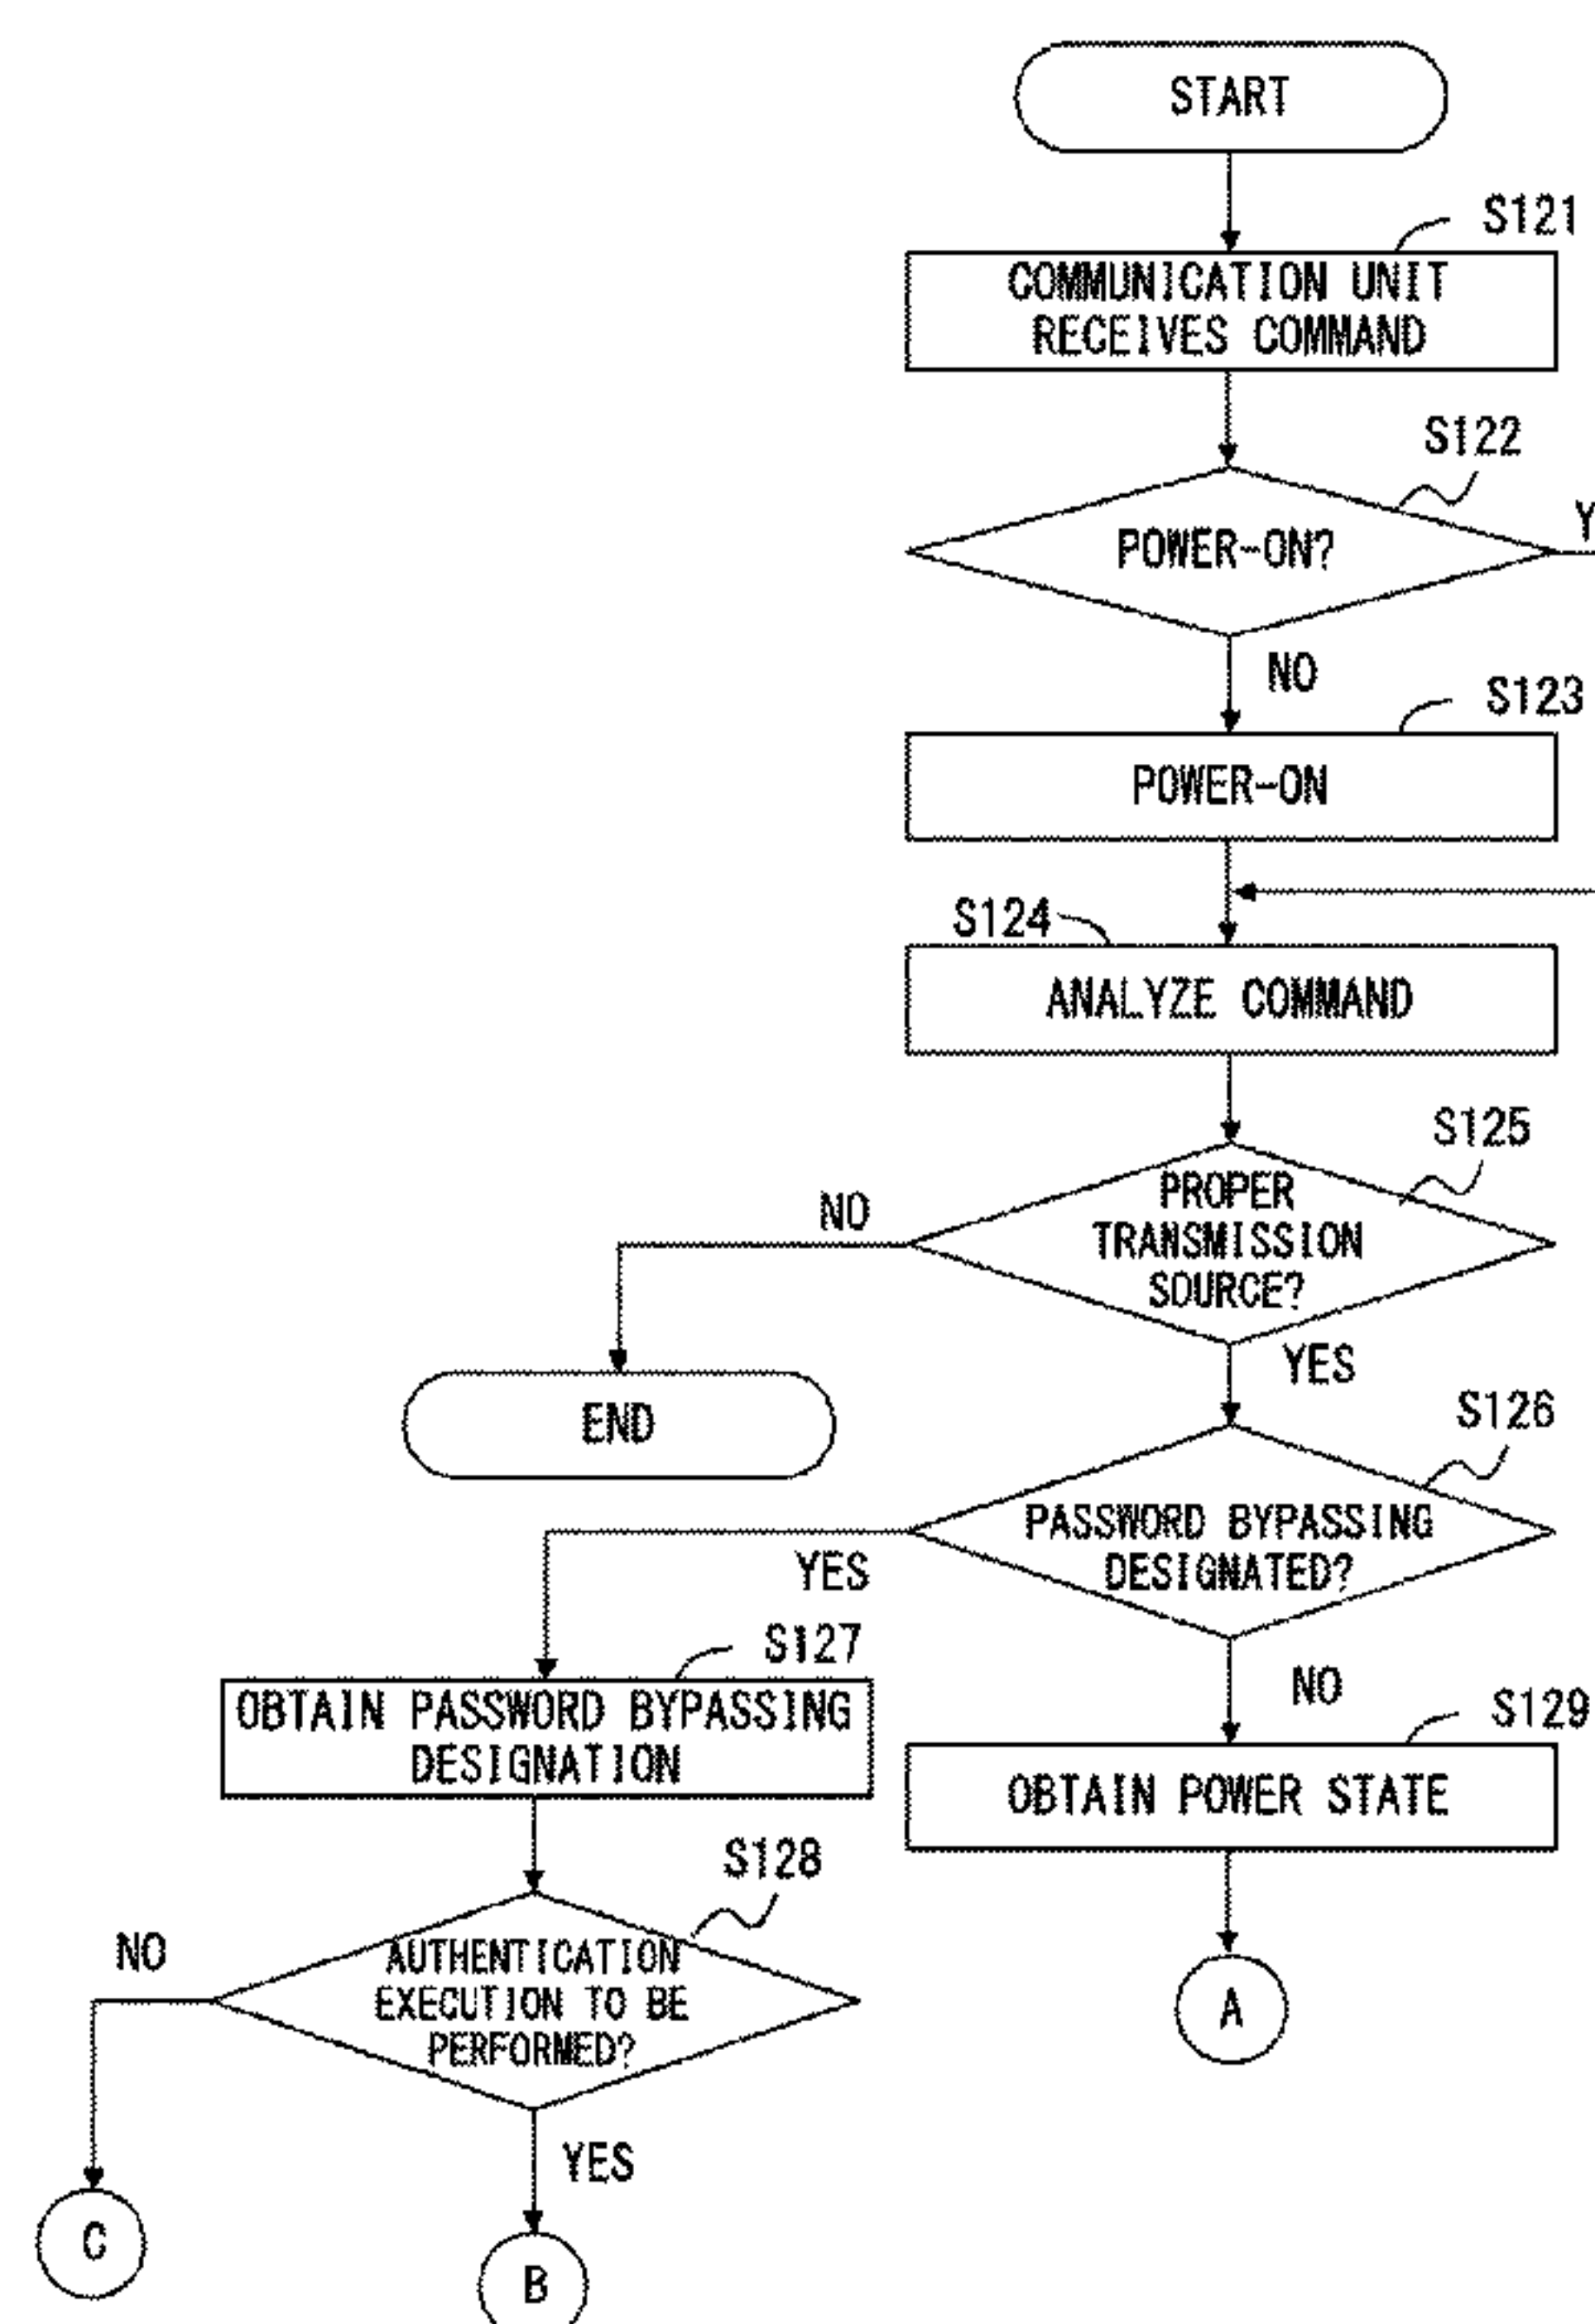 START
S121
COMMUNICATION UNIT
RECEIVES COMMAND
S122
POWER-ON?
Y
NO
S123
POWER-ON
S124
ANALYZE COMMAND
S125
PROPER
TRANSMISSION
SOURCE?
NO
YES
END
S126
PASSWORD BYPASSING
DESIGNATED?
YES
NO
S127
OBTAIN PASSWORD BYPASSING
DESIGNATION
S129
OBTAIN POWER STATE
S128
AUTHENTICATION
EXECUTION TO BE
PERFORMED?
NO
YES
A
C
B